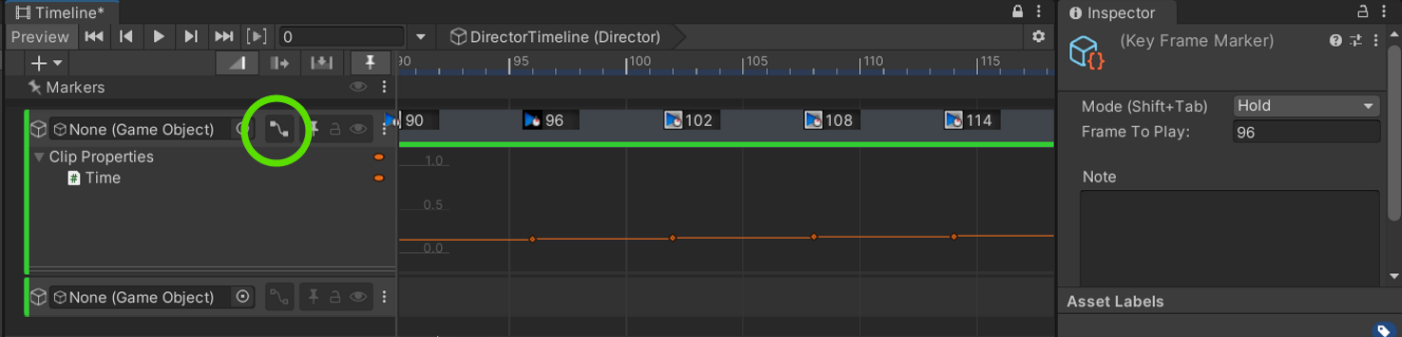 Timeline*
Preview
0
DirectorTimeline (Director)
90
95
100
105
110
115
Markers
None (Game Object)
90
96
102
108
114
Clip Properties
# Time
1.0
0.5
0.0
None (Game Object)
Inspector
(Key Frame Marker)
Mode (Shift+Tab)
Hold
Frame To Play:
96
Note
Asset Labels